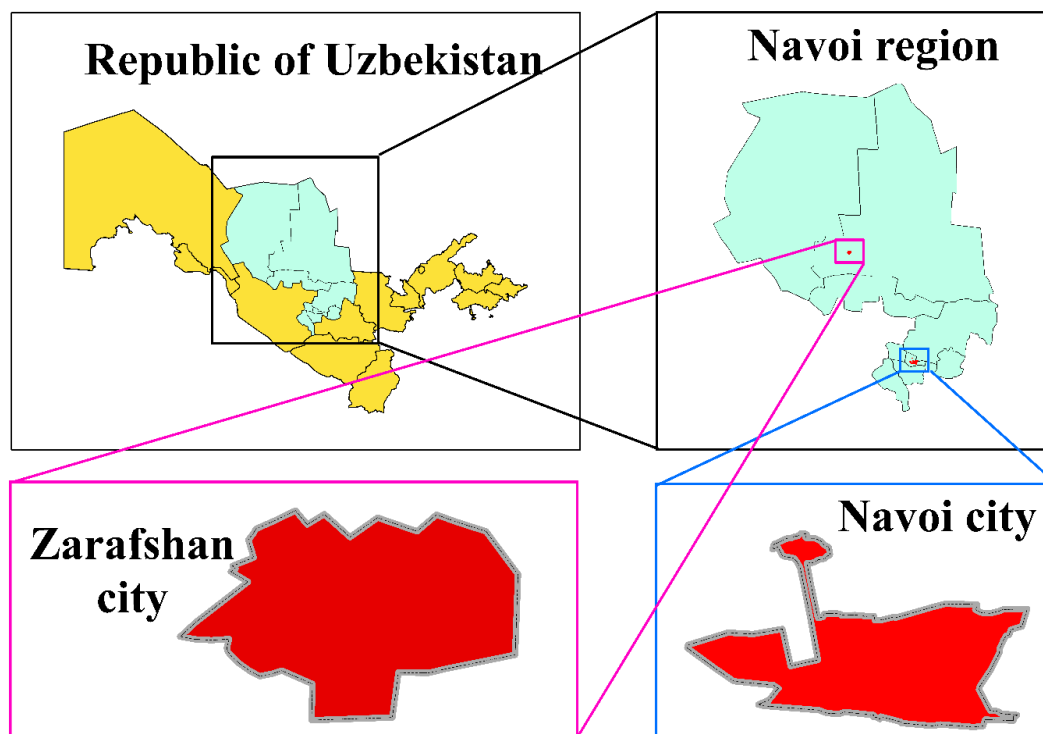 Republic of Uzbekistan
Navoi region
Zarafshan
city
Navoi city